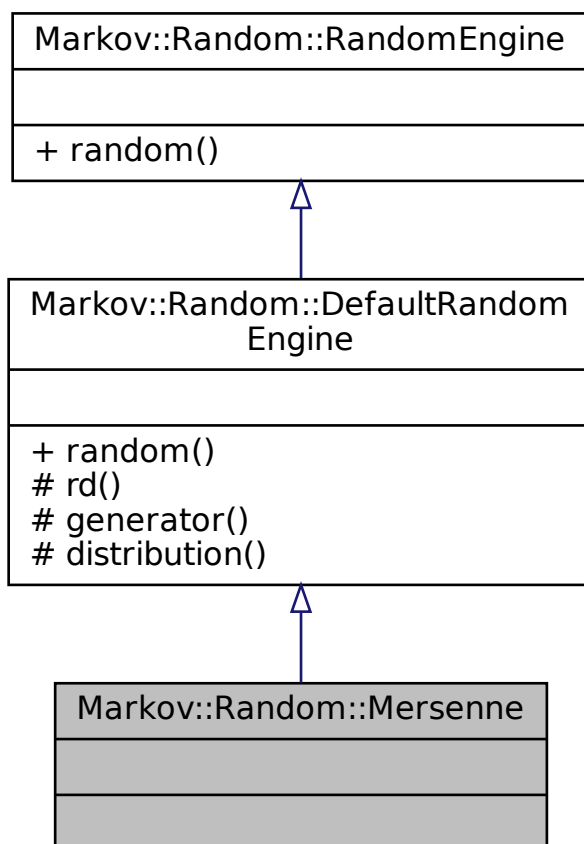 Markov::Random::RandomEngine
+ random()
Markov::Random::DefaultRandom
Engine
+ random()
# rd()
# generator()
# distribution()
Markov::Random::Mersenne